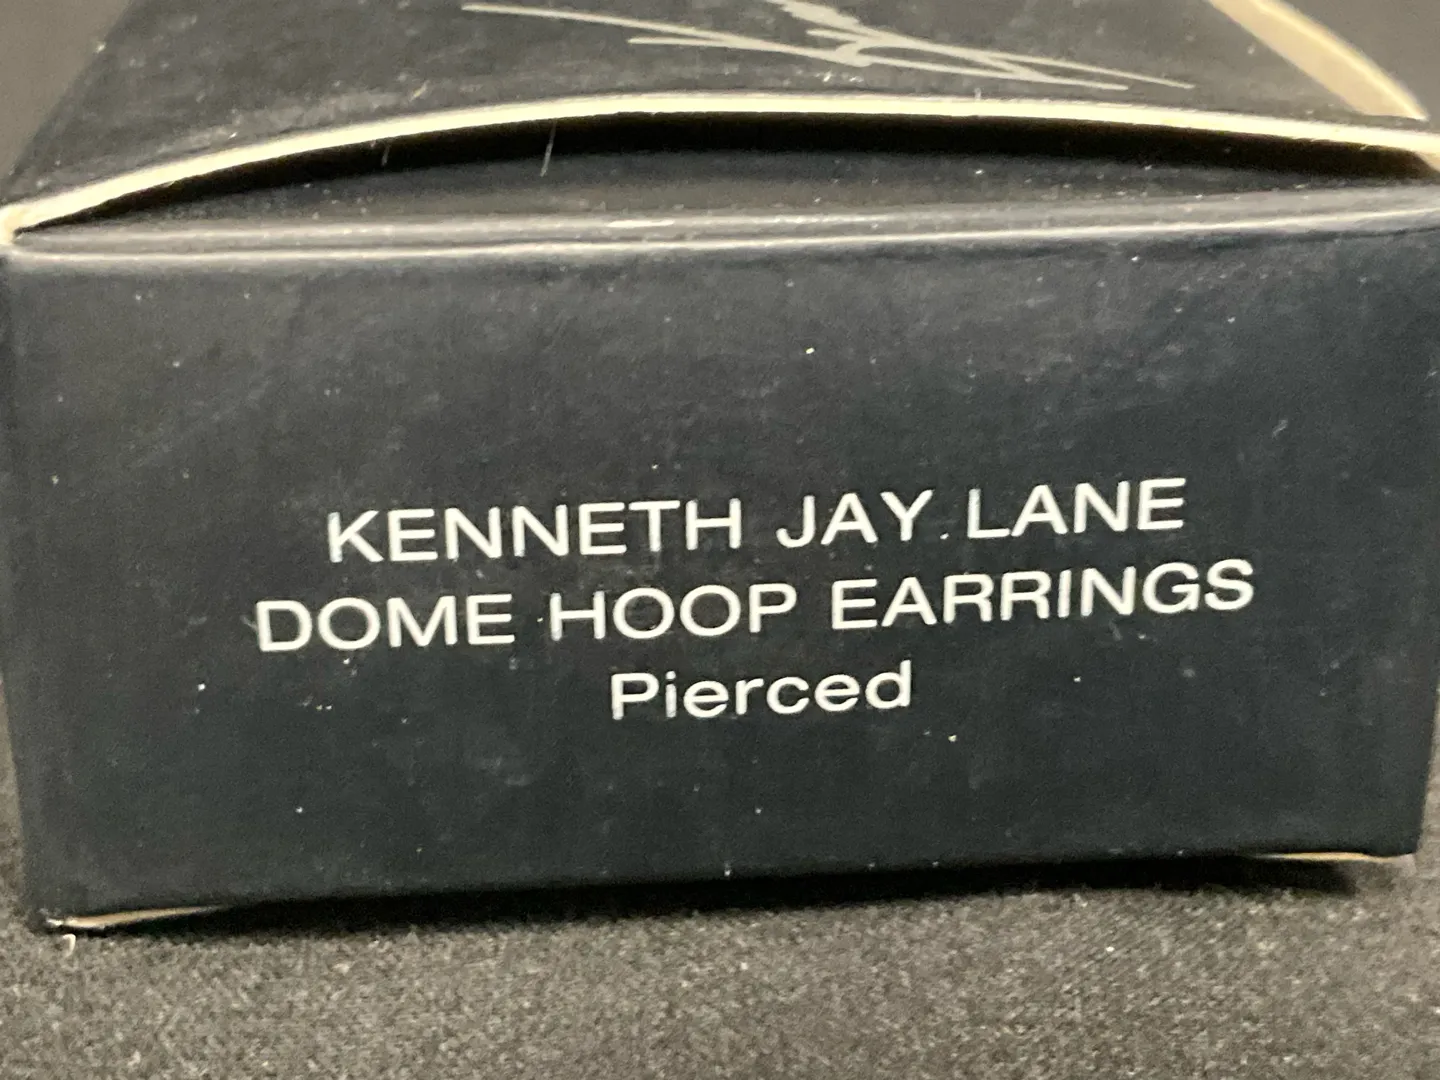 KENNETH JAY LANE
DOME HOOP EARRINGS
Pierced